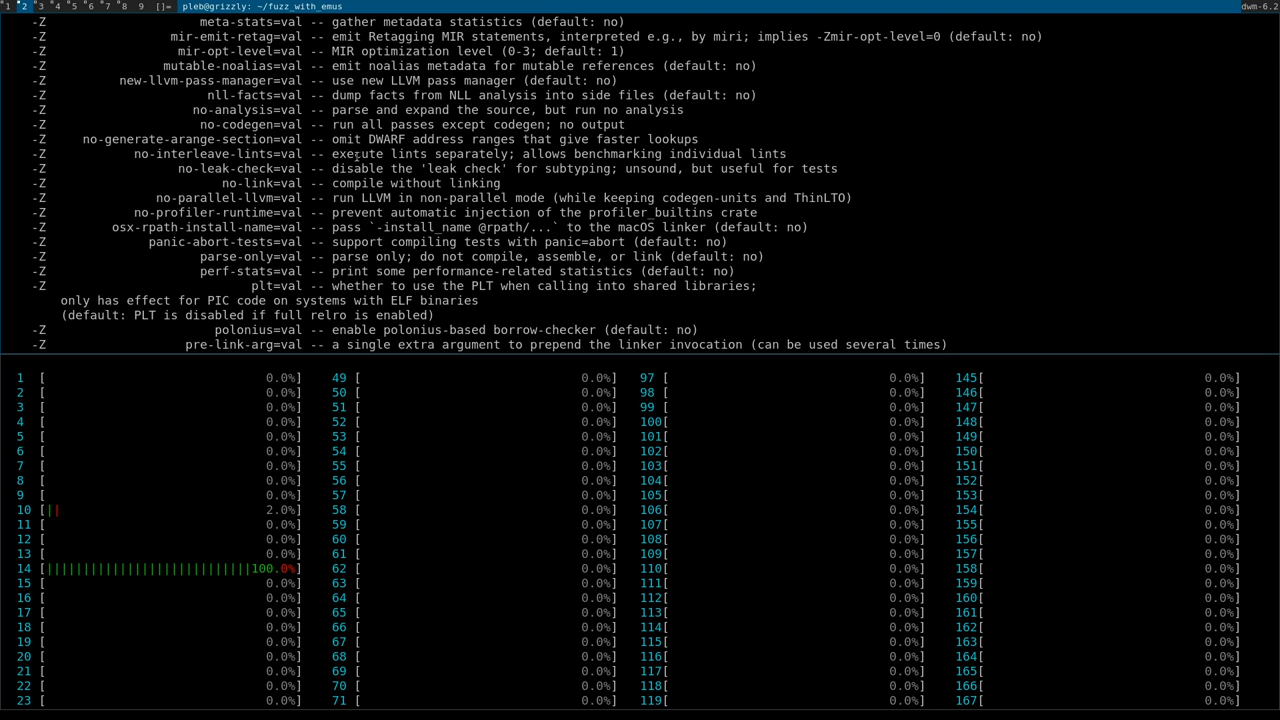 1 2 3 4 5 6 7 8 9 []= pleb@grizzly: ~/fuzz_with_emus dwm-6.2
-Z meta-stats=val -- gather metadata statistics (default: no)
-Z mir-emit-retag=val -- emit Retagging MIR statements, interpreted e.g., by miri; implies -Zmir-opt-level=0 (default: no)
-Z mir-opt-level=val -- MIR optimization level (0-3; default: 1)
-Z mutable-noalias=val -- emit noalias metadata for mutable references (default: no)
-Z new-llvm-pass-manager=val -- use new LLVM pass manager (default: no)
-Z nll-facts=val -- dump facts from NLL analysis into side files (default: no)
-Z no-analysis=val -- parse and expand the source, but run no analysis
-Z no-codegen=val -- run all passes except codegen; no output
-Z no-generate-arange-section=val -- omit DWARF address ranges that give faster lookups
-Z no-interleave-lints=val -- execute lints separately; allows benchmarking individual lints
-Z no-leak-check=val -- disable the 'leak check' for subtyping; unsound, but useful for tests
-Z no-link=val -- compile without linking
-Z no-parallel-llvm=val -- run LLVM in non-parallel mode (while keeping codegen-units and ThinLTO)
-Z no-profiler-runtime=val -- prevent automatic injection of the profiler_builtins crate
-Z osx-rpath-install-name=val -- pass `-install_name @rpath/...` to the macOS linker (default: no)
-Z panic-abort-tests=val -- support compiling tests with panic=abort (default: no)
-Z parse-only=val -- parse only; do not compile, assemble, or link (default: no)
-Z perf-stats=val -- print some performance-related statistics (default: no)
-Z plt=val -- whether to use the PLT when calling into shared libraries;
only has effect for PIC code on systems with ELF binaries
(default: PLT is disabled if full relro is enabled)
-Z polonius=val -- enable polonius-based borrow-checker (default: no)
-Z pre-link-arg=val -- a single extra argument to prepend the linker invocation (can be used several times)
1 [ 0.0%] 49 [ 0.0%] 97 [ 0.0%] 145[ 0.0%]
2 [ 0.0%] 50 [ 0.0%] 98 [ 0.0%] 146[ 0.0%]
3 [ 0.0%] 51 [ 0.0%] 99 [ 0.0%] 147[ 0.0%]
4 [ 0.0%] 52 [ 0.0%] 100[ 0.0%] 148[ 0.0%]
5 [ 0.0%] 53 [ 0.0%] 101[ 0.0%] 149[ 0.0%]
6 [ 0.0%] 54 [ 0.0%] 102[ 0.0%] 150[ 0.0%]
7 [ 0.0%] 55 [ 0.0%] 103[ 0.0%] 151[ 0.0%]
8 [ 0.0%] 56 [ 0.0%] 104[ 0.0%] 152[ 0.0%]
9 [ 0.0%] 57 [ 0.0%] 105[ 0.0%] 153[ 0.0%]
10 [|| 2.0%] 58 [ 0.0%] 106[ 0.0%] 154[ 0.0%]
11 [ 0.0%] 59 [ 0.0%] 107[ 0.0%] 155[ 0.0%]
12 [ 0.0%] 60 [ 0.0%] 108[ 0.0%] 156[ 0.0%]
13 [ 0.0%] 61 [ 0.0%] 109[ 0.0%] 157[ 0.0%]
14 [||||||||||||||||||||||||||||100.0%] 62 [ 0.0%] 110[ 0.0%] 158[ 0.0%]
15 [ 0.0%] 63 [ 0.0%] 111[ 0.0%] 159[ 0.0%]
16 [ 0.0%] 64 [ 0.0%] 112[ 0.0%] 160[ 0.0%]
17 [ 0.0%] 65 [ 0.0%] 113[ 0.0%] 161[ 0.0%]
18 [ 0.0%] 66 [ 0.0%] 114[ 0.0%] 162[ 0.0%]
19 [ 0.0%] 67 [ 0.0%] 115[ 0.0%] 163[ 0.0%]
20 [ 0.0%] 68 [ 0.0%] 116[ 0.0%] 164[ 0.0%]
21 [ 0.0%] 69 [ 0.0%] 117[ 0.0%] 165[ 0.0%]
22 [ 0.0%] 70 [ 0.0%] 118[ 0.0%] 166[ 0.0%]
23 [ 0.0%] 71 [ 0.0%] 119[ 0.0%] 167[ 0.0%]